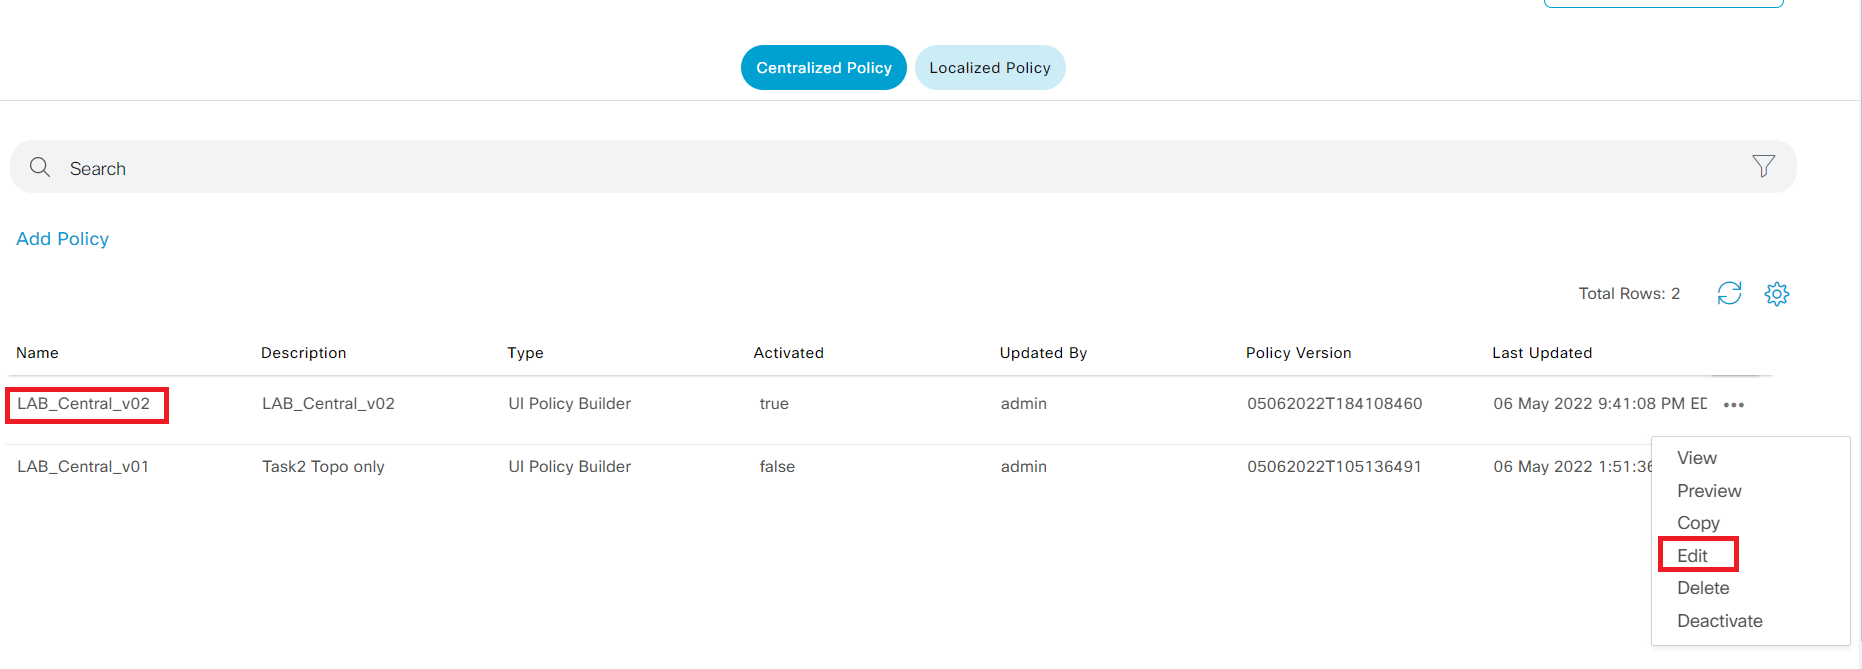 Centralized Policy Localized Policy
Search
Add Policy
Total Rows: 2
Name Description Type Activated Updated By Policy Version Last Updated
LAB_Central_v02 LAB_Central_v02 UI Policy Builder true admin 05062022T184108460 06 May 2022 9:41:08 PM ED
LAB_Central_v01 Task2 Topo only UI Policy Builder false admin 05062022T105136491 06 May 2022 1:51:36
View
Preview
Copy
Edit
Delete
Deactivate